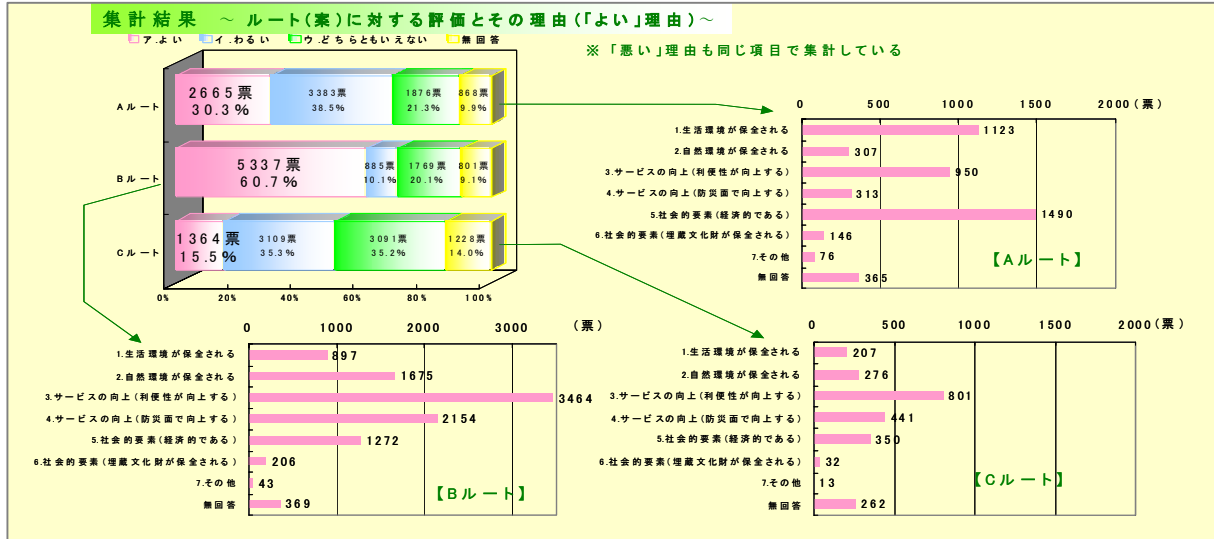 集計結果 ～ ルート(案)に対する評価とその理由(「よい」理由)～
ア.よい イ.わるい ウ.どちらともいえない 無回答
※「悪い」理由も同じ項目で集計している
Aルート
2665票 3383票 1876票 868票
30.3% 38.5% 21.3% 9.9%
Bルート
5337票 885票 1769票 801票
60.7% 10.1% 20.1% 9.1%
Cルート
1364票 3109票 3091票 1228票
15.5% 35.3% 35.2% 14.0%
0% 20% 40% 60% 80% 100%
0 500 1000 1500 2000 (票)
1.生活環境が保全される 1123
2.自然環境が保全される 307
3.サービスの向上(利便性が向上する) 950
4.サービスの向上(防災面で向上する) 313
5.社会的要素(経済的である) 1490
6.社会的要素(埋蔵文化財が保全される) 146
7.その他 76
無回答 365
【Aルート】
0 1000 2000 3000 (票)
1.生活環境が保全される 897
2.自然環境が保全される 1675
3.サービスの向上(利便性が向上する) 3464
4.サービスの向上(防災面で向上する) 2154
5.社会的要素(経済的である) 1272
6.社会的要素(埋蔵文化財が保全される) 206
7.その他 43
無回答 369
【Bルート】
0 500 1000 1500 2000 (票)
1.生活環境が保全される 207
2.自然環境が保全される 276
3.サービスの向上(利便性が向上する) 801
4.サービスの向上(防災面で向上する) 441
5.社会的要素(経済的である) 350
6.社会的要素(埋蔵文化財が保全される) 32
7.その他 13
無回答 262
【Cルート】